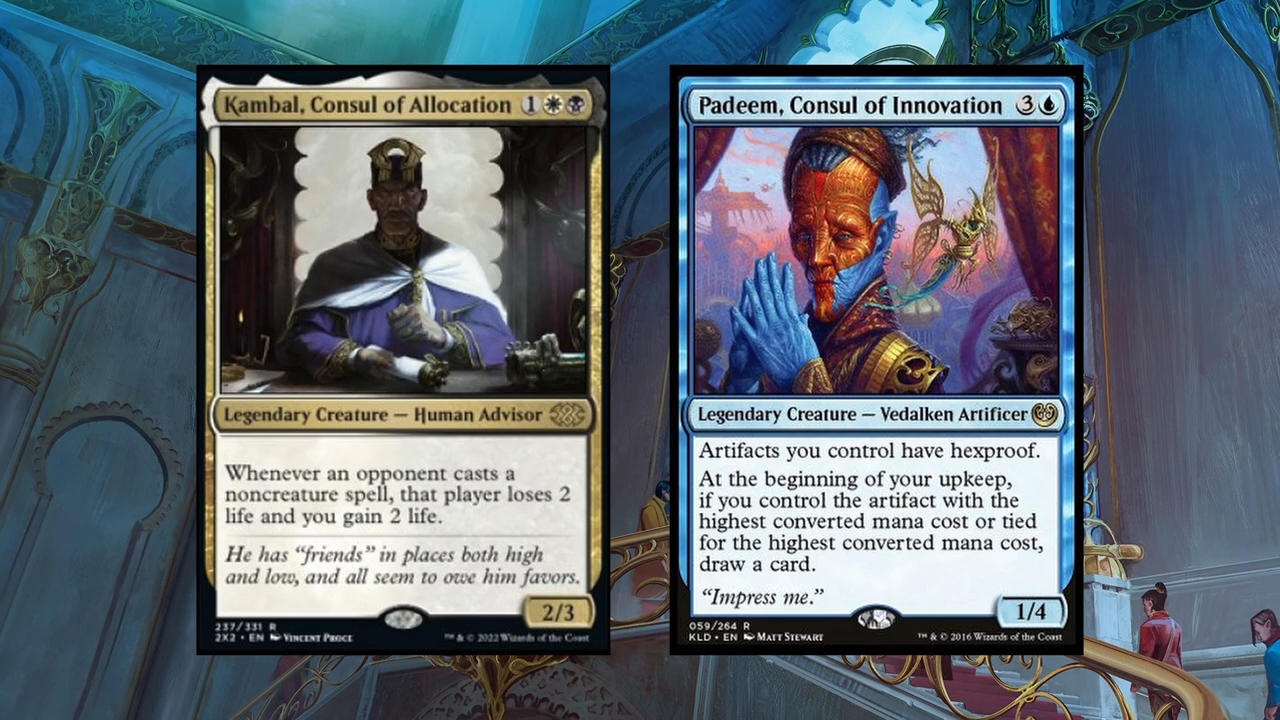 Kambal, Consul of Allocation 1
Legendary Creature — Human Advisor
Whenever an opponent casts a
noncreature spell, that player loses 2
life and you gain 2 life.
He has “friends” in places both high
and low, and all seem to owe him favors.
2/3
237/331 R
2X2 • EN Vincent Proce
™ & © 2022 Wizards of the Coast
Padeem, Consul of Innovation 3
Legendary Creature — Vedalken Artificer
Artifacts you control have hexproof.
At the beginning of your upkeep,
if you control the artifact with the
highest converted mana cost or tied
for the highest converted mana cost,
draw a card.
“Impress me.”
1/4
059/264 R
KLD • EN Matt Stewart
™ & © 2016 Wizards of the Coast